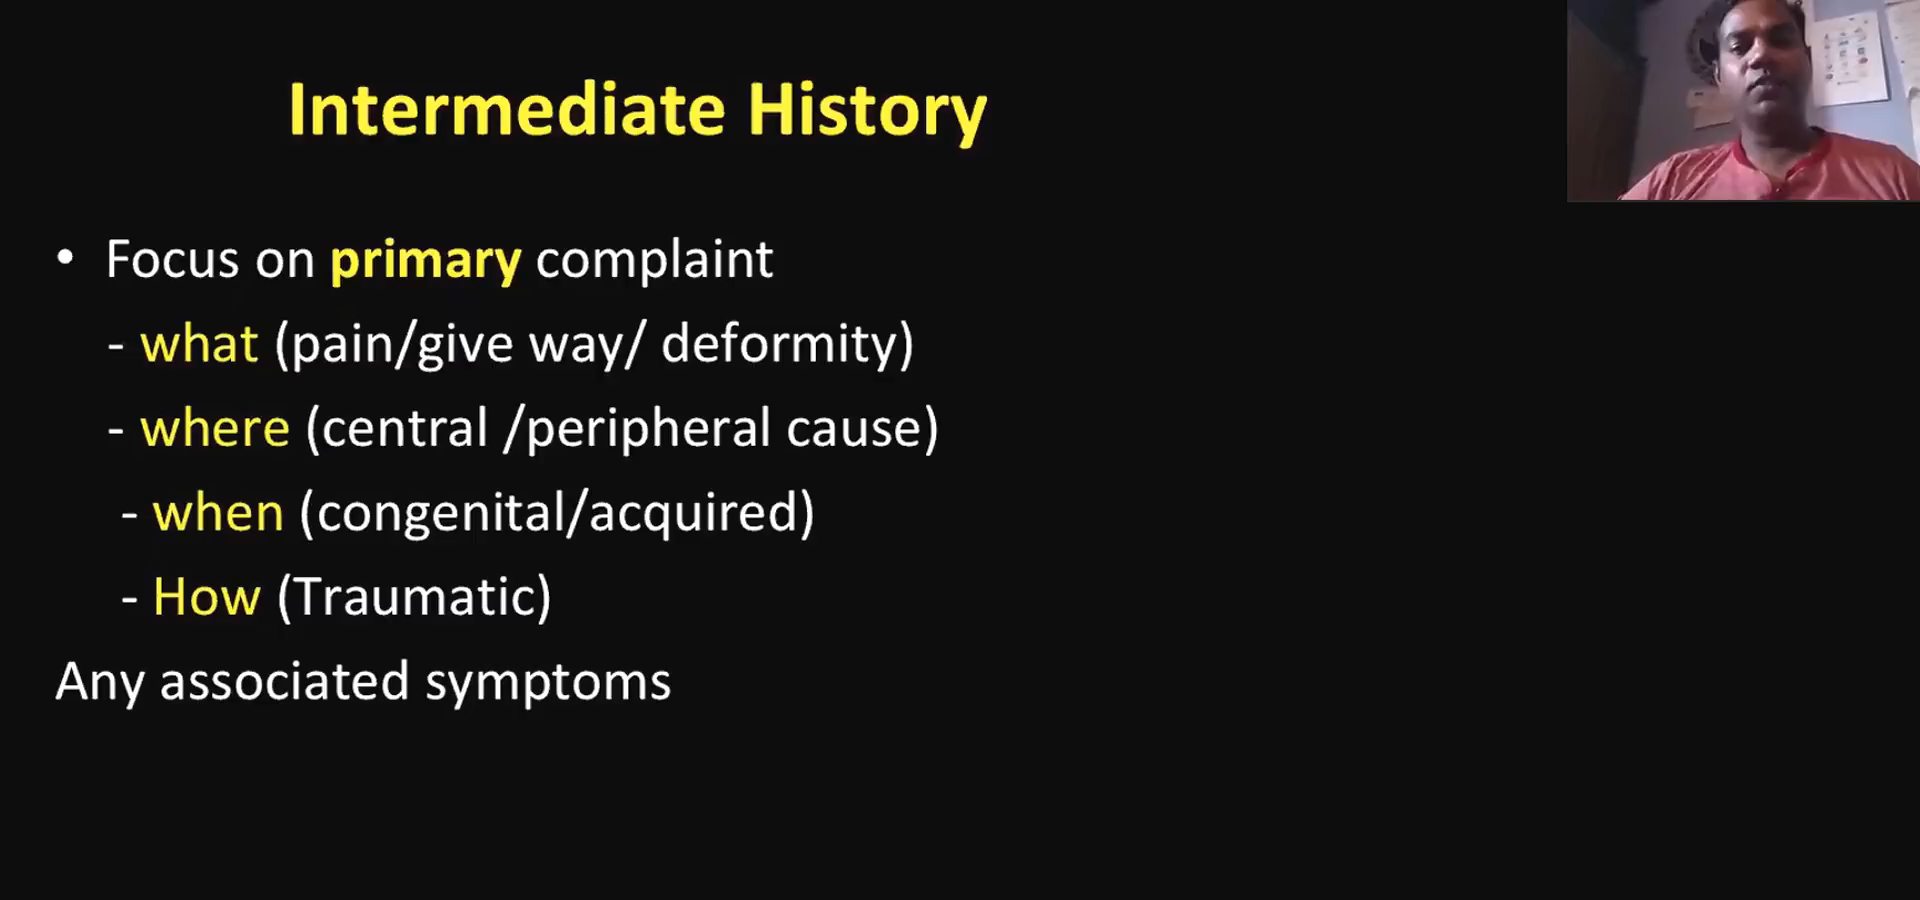 Intermediate History
• Focus on primary complaint
- what (pain/give way/ deformity)
- where (central /peripheral cause)
- when (congenital/acquired)
- How (Traumatic)
Any associated symptoms